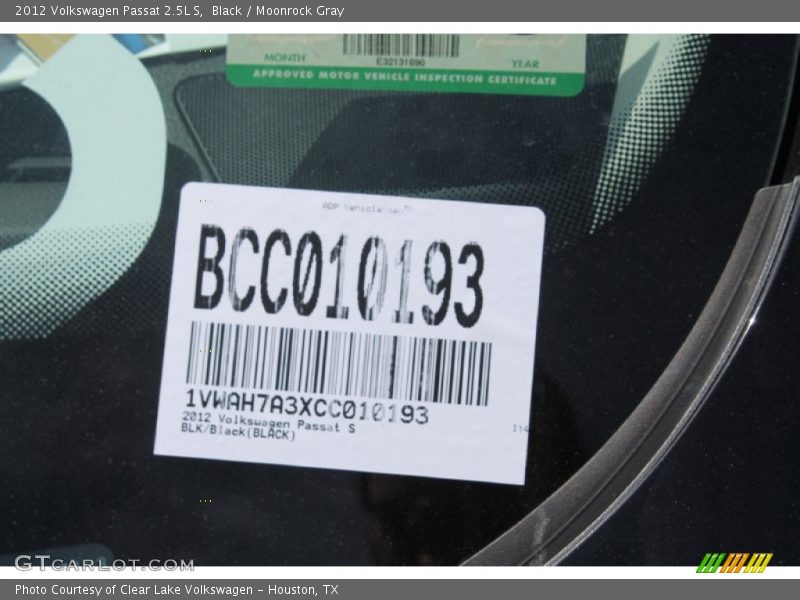 2012 Volkswagen Passat 2.5L S,  Black / Moonrock Gray
MONTH
E32131690
YEAR
APPROVED MOTOR VEHICLE INSPECTION CERTIFICATE
BCC010193
1VWAH7A3XCC010193
2012 Volkswagen Passat S
BLK/Black(BLACK)
GTCARLOT.COM
Photo Courtesy of Clear Lake Volkswagen – Houston, TX